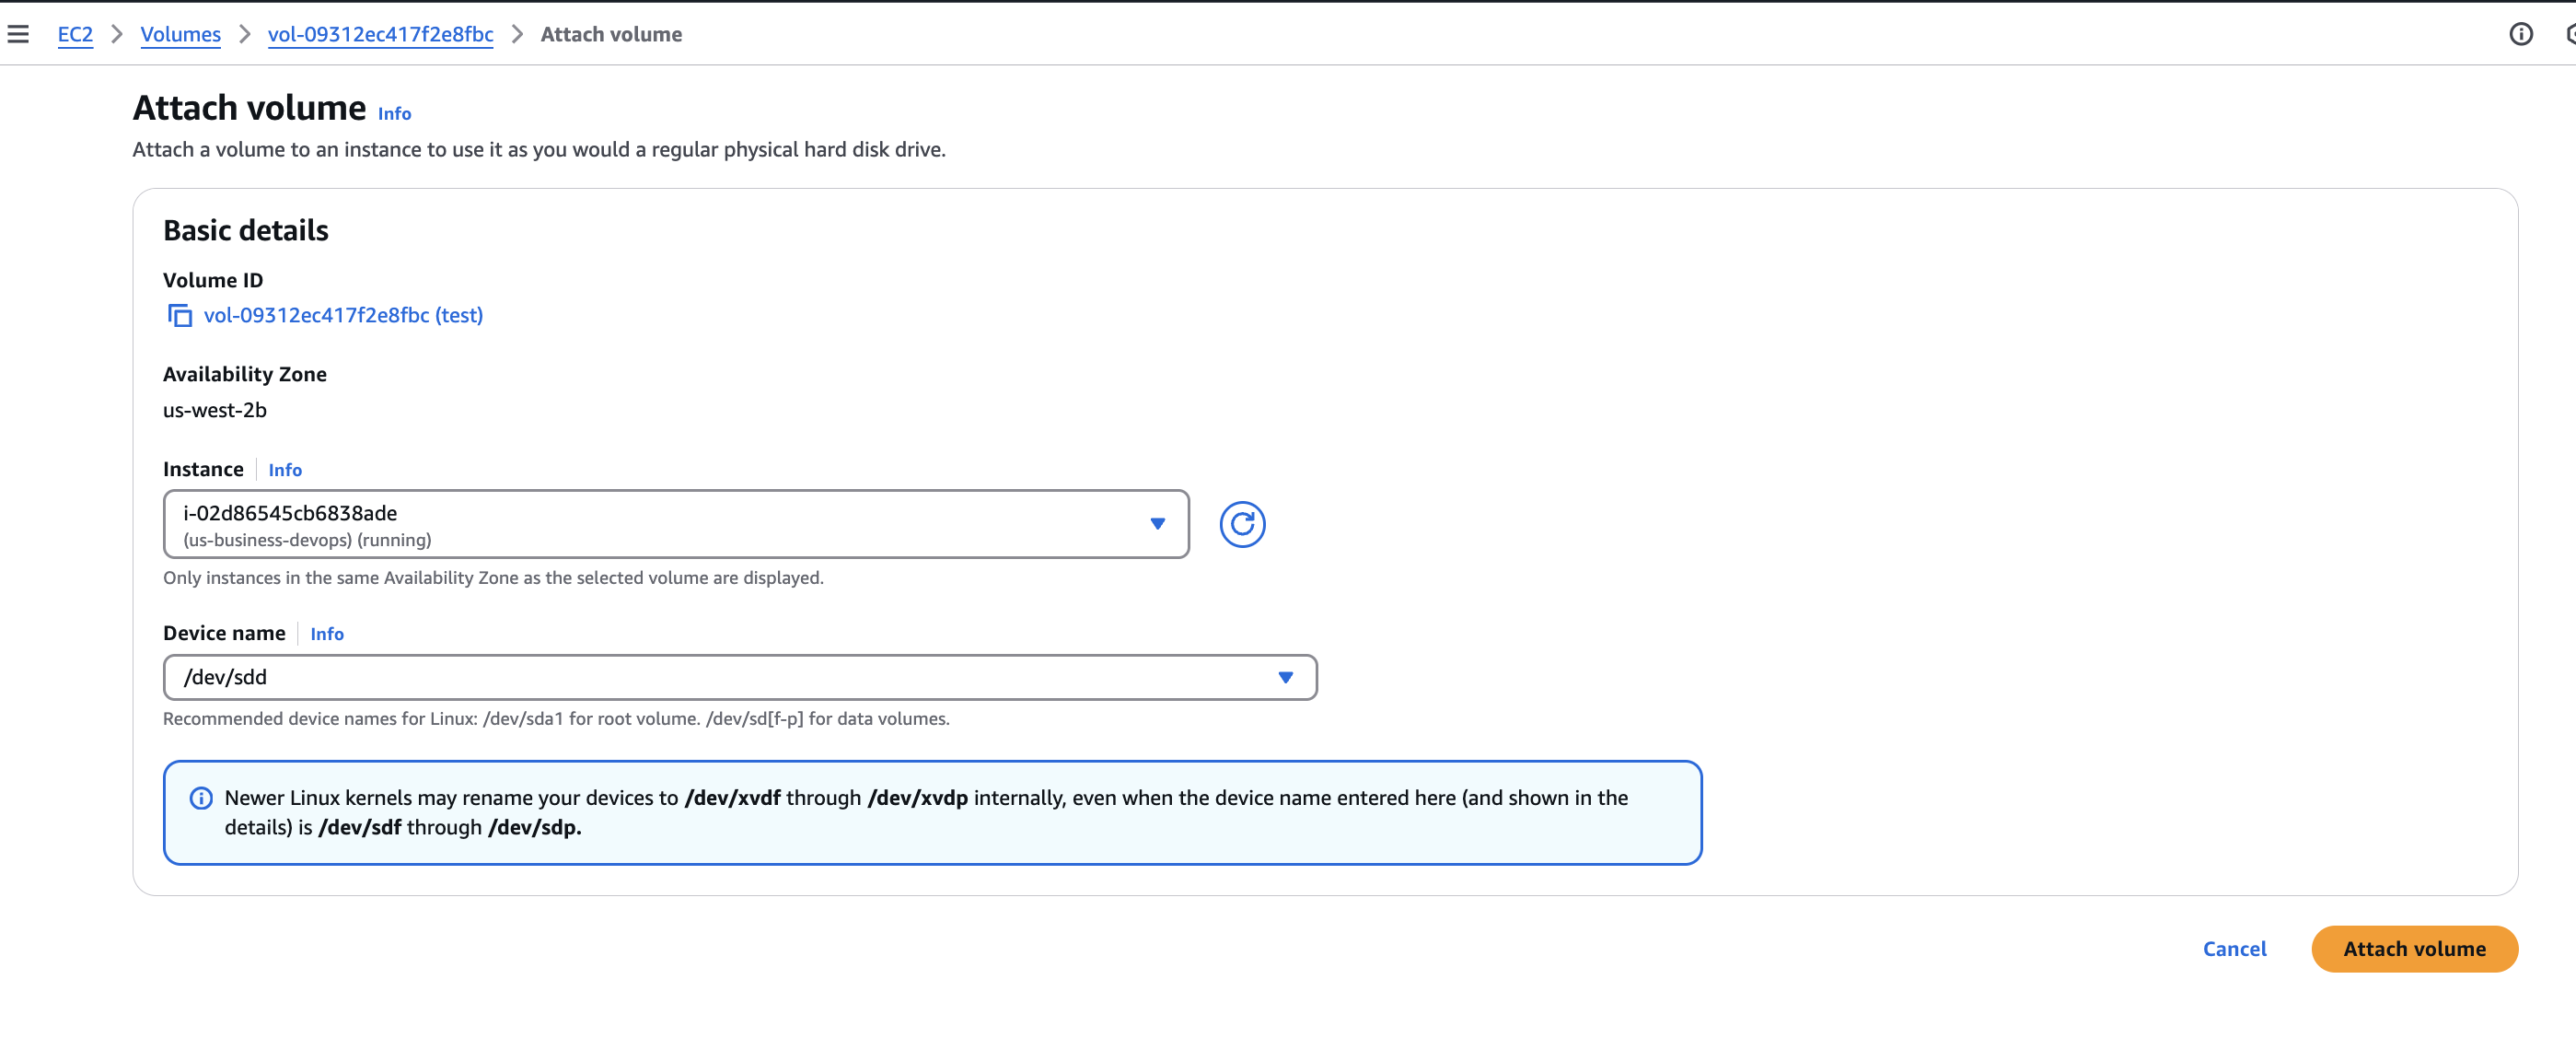 EC2 > Volumes > vol-09312ec417f2e8fbc > Attach volume
Attach volume Info
Attach a volume to an instance to use it as you would a regular physical hard disk drive.
Basic details
Volume ID
vol-09312ec417f2e8fbc (test)
Availability Zone
us-west-2b
Instance Info
i-02d86545cb6838ade
(us-business-devops) (running)
Only instances in the same Availability Zone as the selected volume are displayed.
Device name Info
/dev/sdd
Recommended device names for Linux: /dev/sda1 for root volume. /dev/sd[f-p] for data volumes.
Newer Linux kernels may rename your devices to /dev/xvdf through /dev/xvdp internally, even when the device name entered here (and shown in the
details) is /dev/sdf through /dev/sdp.
Cancel Attach volume